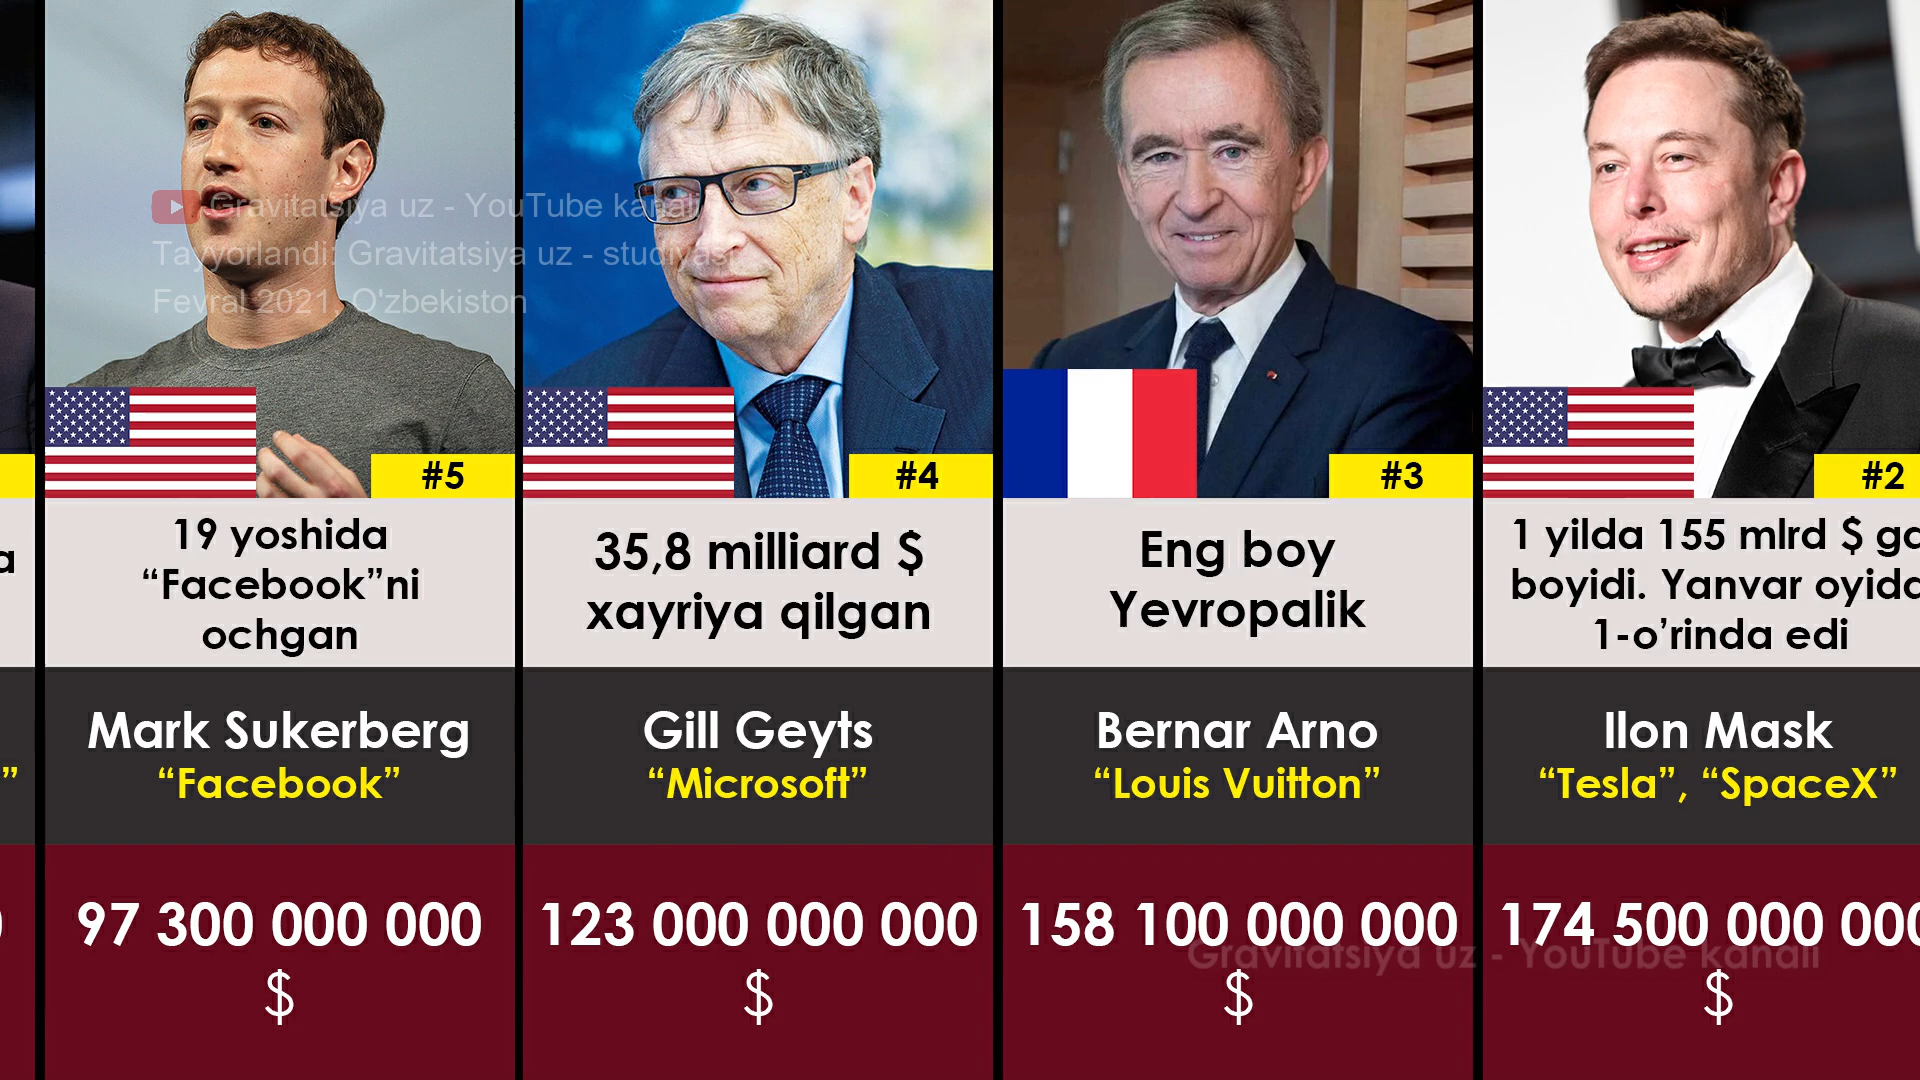 Gravitatsiya uz - YouTube kanali
Tayyorlandi: Gravitatsiya uz - studiyasi
Fevral 2021. O'zbekiston
a
”
0
#5
19 yoshida
“Facebook”ni
ochgan
Mark Sukerberg
“Facebook”
97 300 000 000
$
#4
35,8 milliard $
xayriya qilgan
Gill Geyts
“Microsoft”
123 000 000 000
$
#3
Eng boy
Yevropalik
Bernar Arno
“Louis Vuitton”
158 100 000 000
$
#2
1 yilda 155 mlrd $ ga
boyidi. Yanvar oyida
1-o’rinda edi
Ilon Mask
“Tesla”, “SpaceX”
174 500 000 000
$
Gravitatsiya uz - YouTube kanali